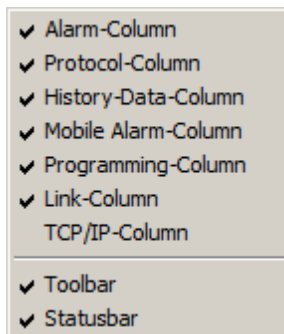 Alarm-Column
Protocol-Column
History-Data-Column
Mobile Alarm-Column
Programming-Column
Link-Column
TCP/IP-Column
Toolbar
Statusbar